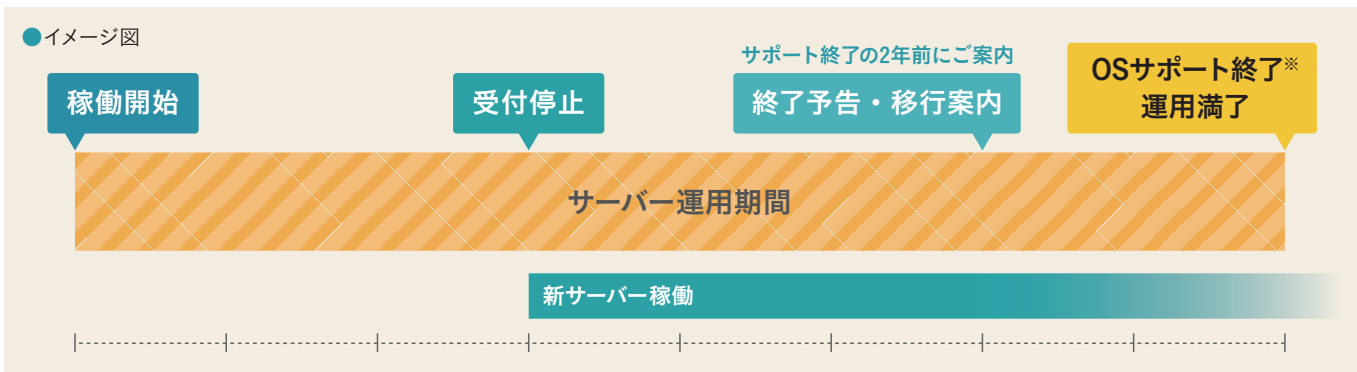 ●イメージ図
稼働開始
受付停止
サポート終了の2年前にご案内
終了予告・移行案内
OSサポート終了※
運用満了
サーバー運用期間
新サーバー稼働